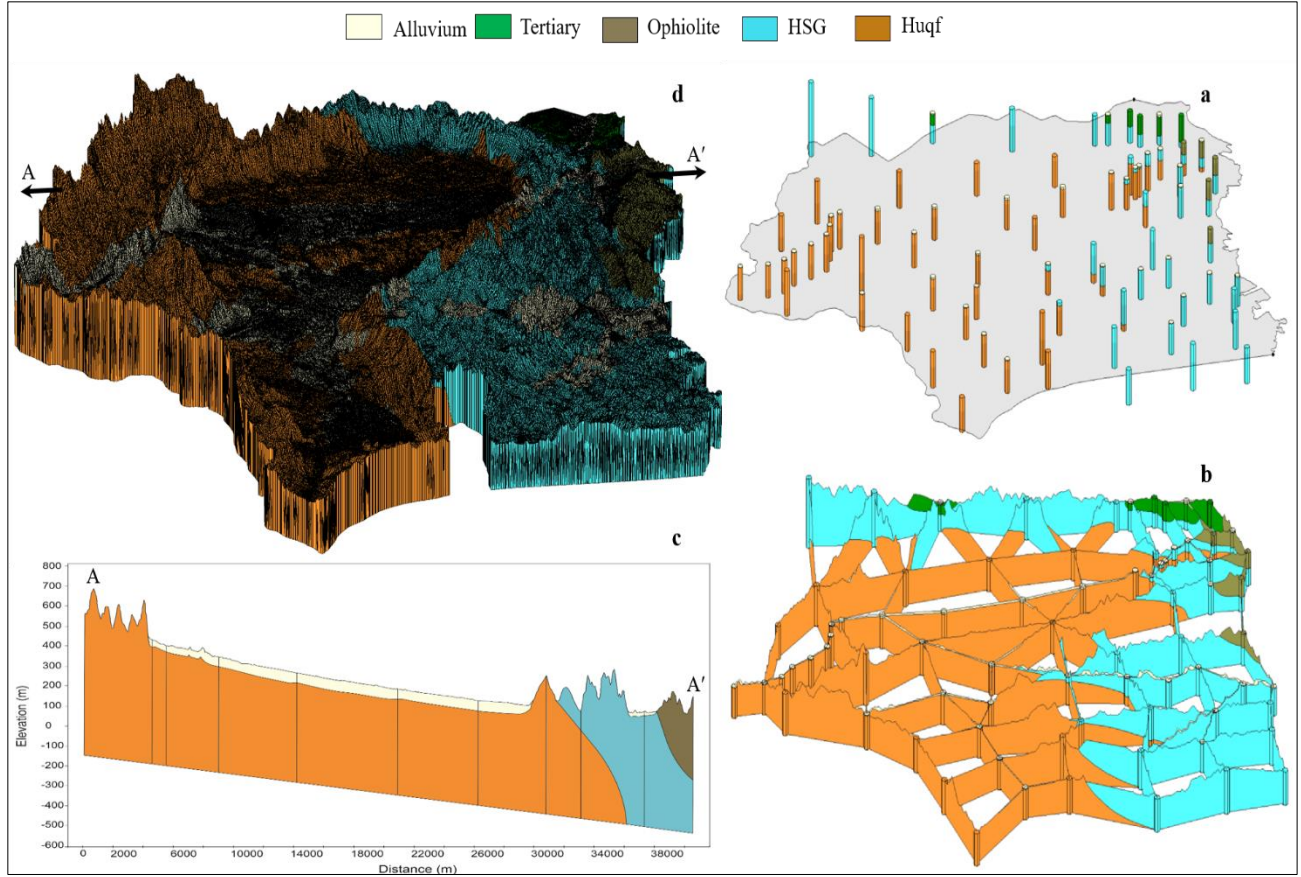 Alluvium Tertiary Ophiolite HSG Huqf
d
A
A′
a
b
c
800
700
600
500
400
300
200
100
0
-100
-200
-300
-400
-500
-600
Elevation (m)
A
A′
0 2000 6000 10000 14000 18000 22000 26000 30000 34000 38000
Distance (m)